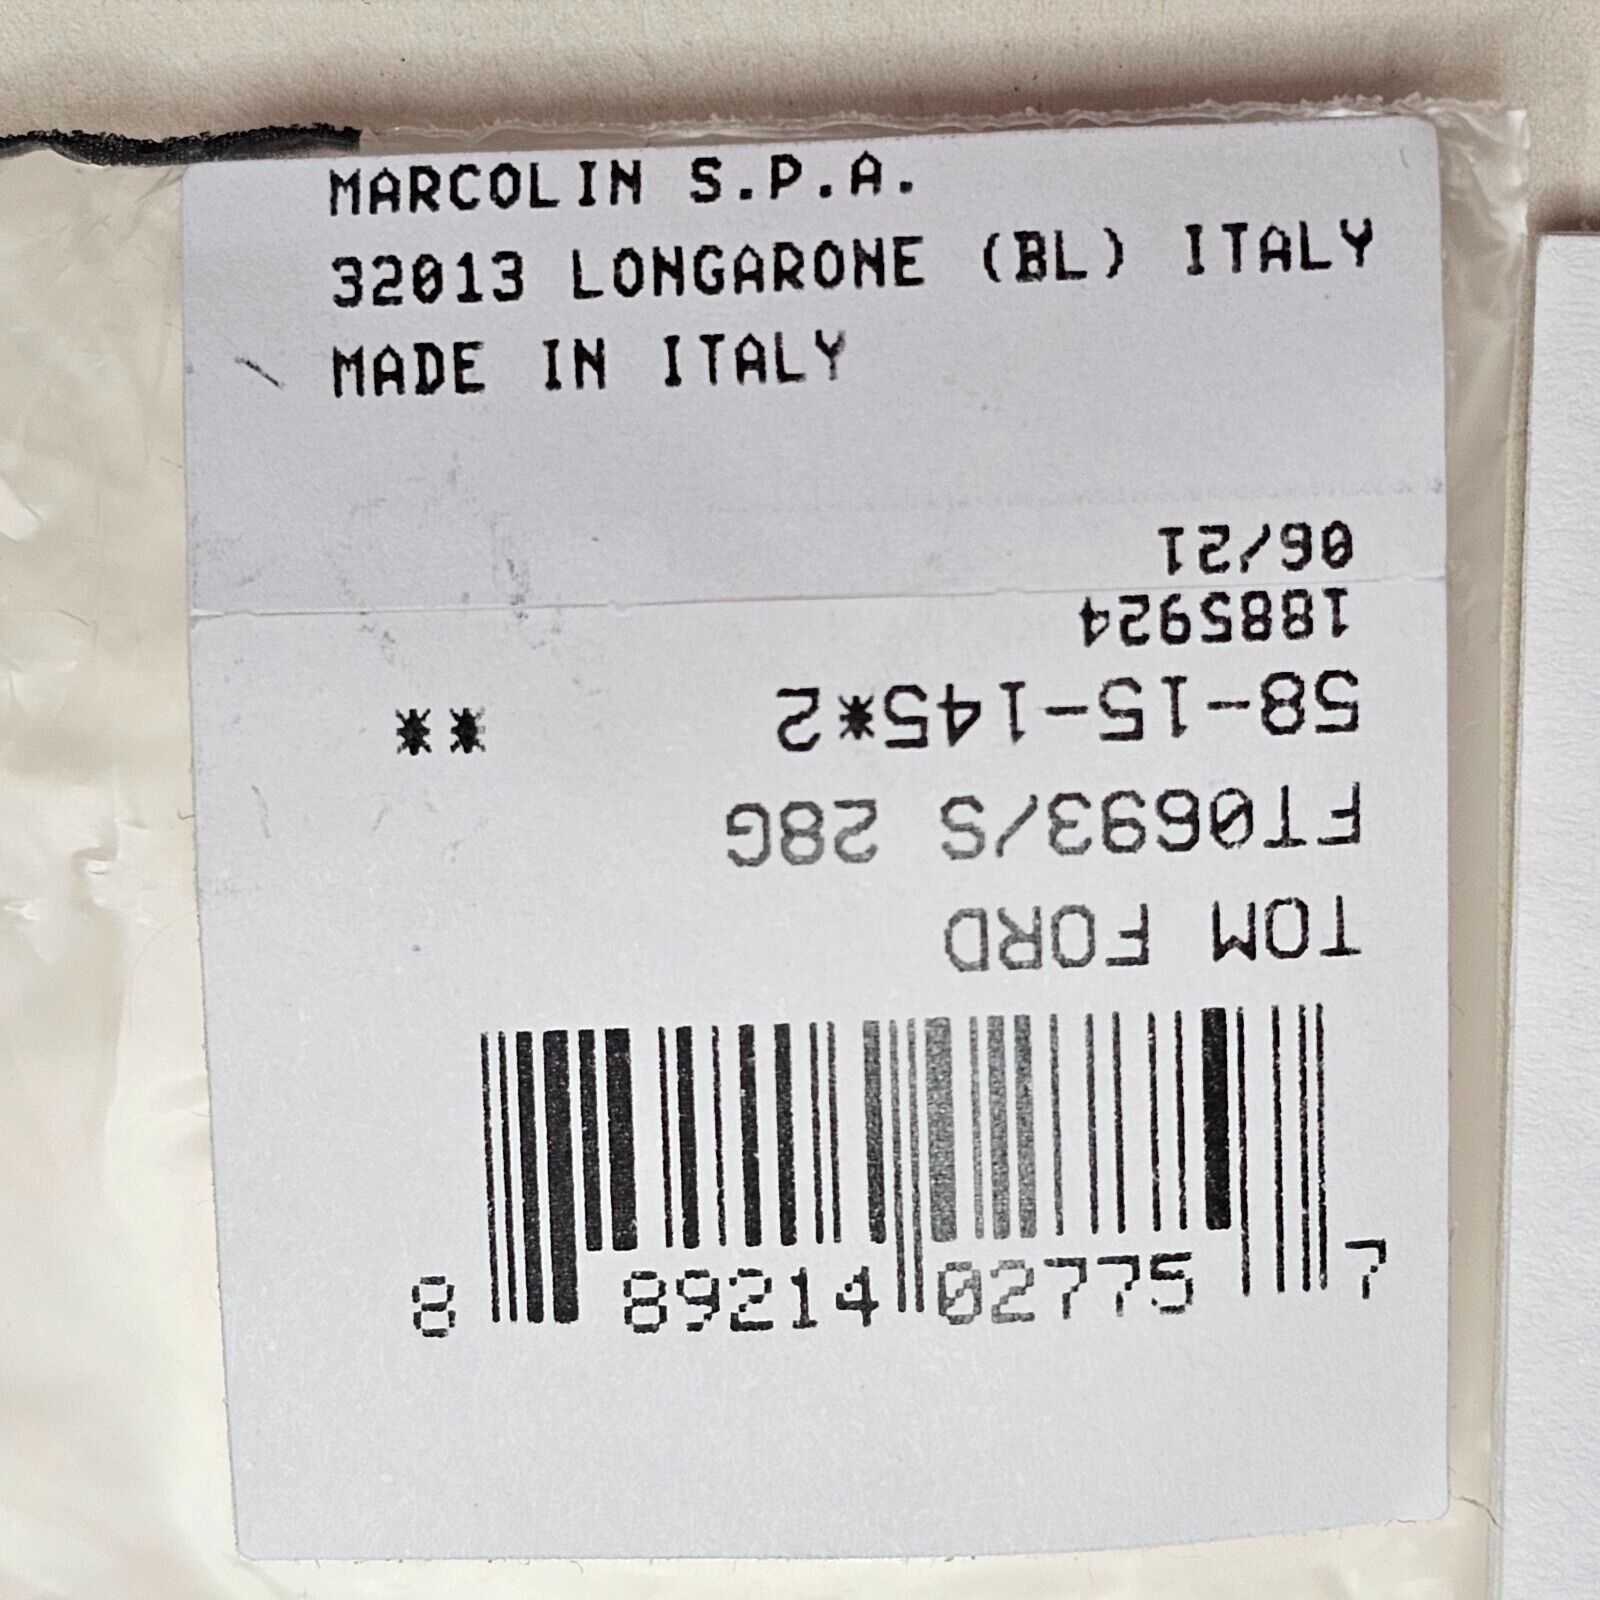 MARCOLIN S.P.A.
32013 LONGARONE (BL) ITALY
MADE IN ITALY
TOM FORD
FT0693/S 28G
58-15-145*2 **
1885924
06/21
8 89214 02775 7